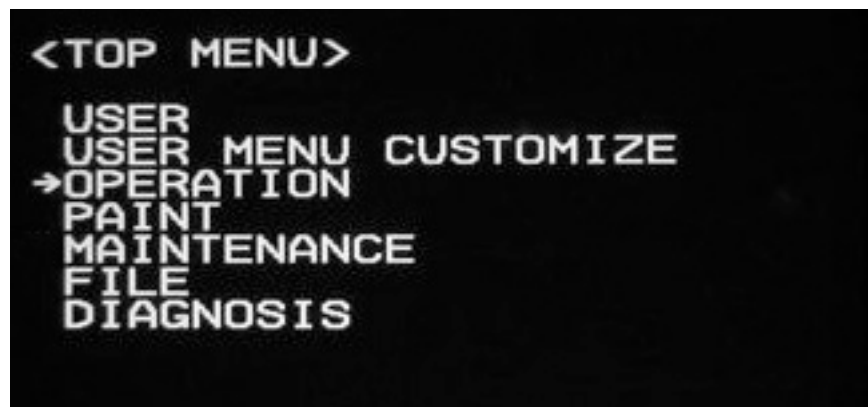 <TOP MENU>
USER
USER MENU CUSTOMIZE
→OPERATION
PAINT
MAINTENANCE
FILE
DIAGNOSIS